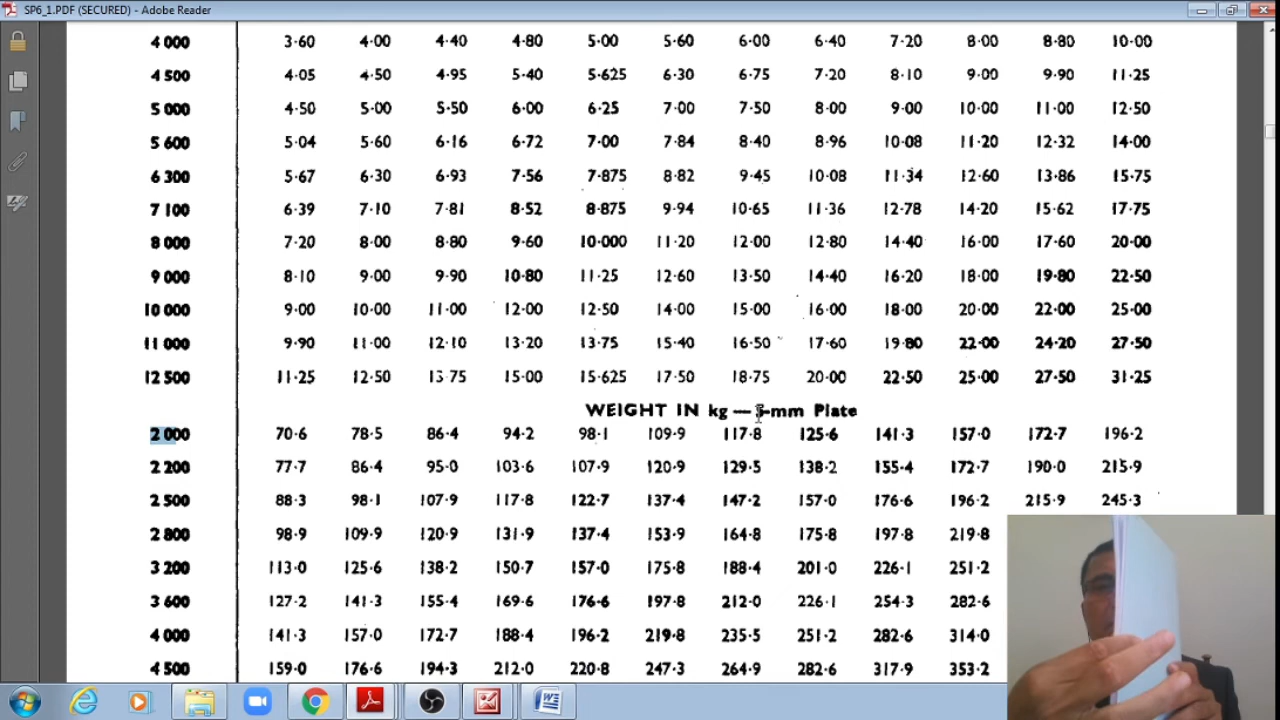 SP6_1.PDF (SECURED) - Adobe Reader
4 000 3·60 4·00 4·40 4·80 5·00 5·60 6·00 6·40 7·20 8·00 8·80 10·00
4 500 4·05 4·50 4·95 5·40 5·625 6·30 6·75 7·20 8·10 9·00 9·90 11·25
5 000 4·50 5·00 5·50 6·00 6·25 7·00 7·50 8·00 9·00 10·00 11·00 12·50
5 600 5·04 5·60 6·16 6·72 7·00 7·84 8·40 8·96 10·08 11·20 12·32 14·00
6 300 5·67 6·30 6·93 7·56 7·875 8·82 9·45 10·08 11·34 12·60 13·86 15·75
7 100 6·39 7·10 7·81 8·52 8·875 9·94 10·65 11·36 12·78 14·20 15·62 17·75
8 000 7·20 8·00 8·80 9·60 10·000 11·20 12·00 12·80 14·40 16·00 17·60 20·00
9 000 8·10 9·00 9·90 10·80 11·25 12·60 13·50 14·40 16·20 18·00 19·80 22·50
10 000 9·00 10·00 11·00 12·00 12·50 14·00 15·00 16·00 18·00 20·00 22·00 25·00
11 000 9·90 11·00 12·10 13·20 13·75 15·40 16·50 17·60 19·80 22·00 24·20 27·50
12 500 11·25 12·50 13·75 15·00 15·625 17·50 18·75 20·00 22·50 25·00 27·50 31·25
WEIGHT IN kg — 5-mm Plate
2 000 70·6 78·5 86·4 94·2 98·1 109·9 117·8 125·6 141·3 157·0 172·7 196·2
2 200 77·7 86·4 95·0 103·6 107·9 120·9 129·5 138·2 155·4 172·7 190·0 215·9
2 500 88·3 98·1 107·9 117·8 122·7 137·4 147·2 157·0 176·6 196·2 215·9 245·3
2 800 98·9 109·9 120·9 131·9 137·4 153·9 164·8 175·8 197·8 219·8
3 200 113·0 125·6 138·2 150·7 157·0 175·8 188·4 201·0 226·1 251·2
3 600 127·2 141·3 155·4 169·6 176·6 197·8 212·0 226·1 254·3 282·6
4 000 141·3 157·0 172·7 188·4 196·2 219·8 235·5 251·2 282·6 314·0
4 500 159·0 176·6 194·3 212·0 220·8 247·3 264·9 282·6 317·9 353·2